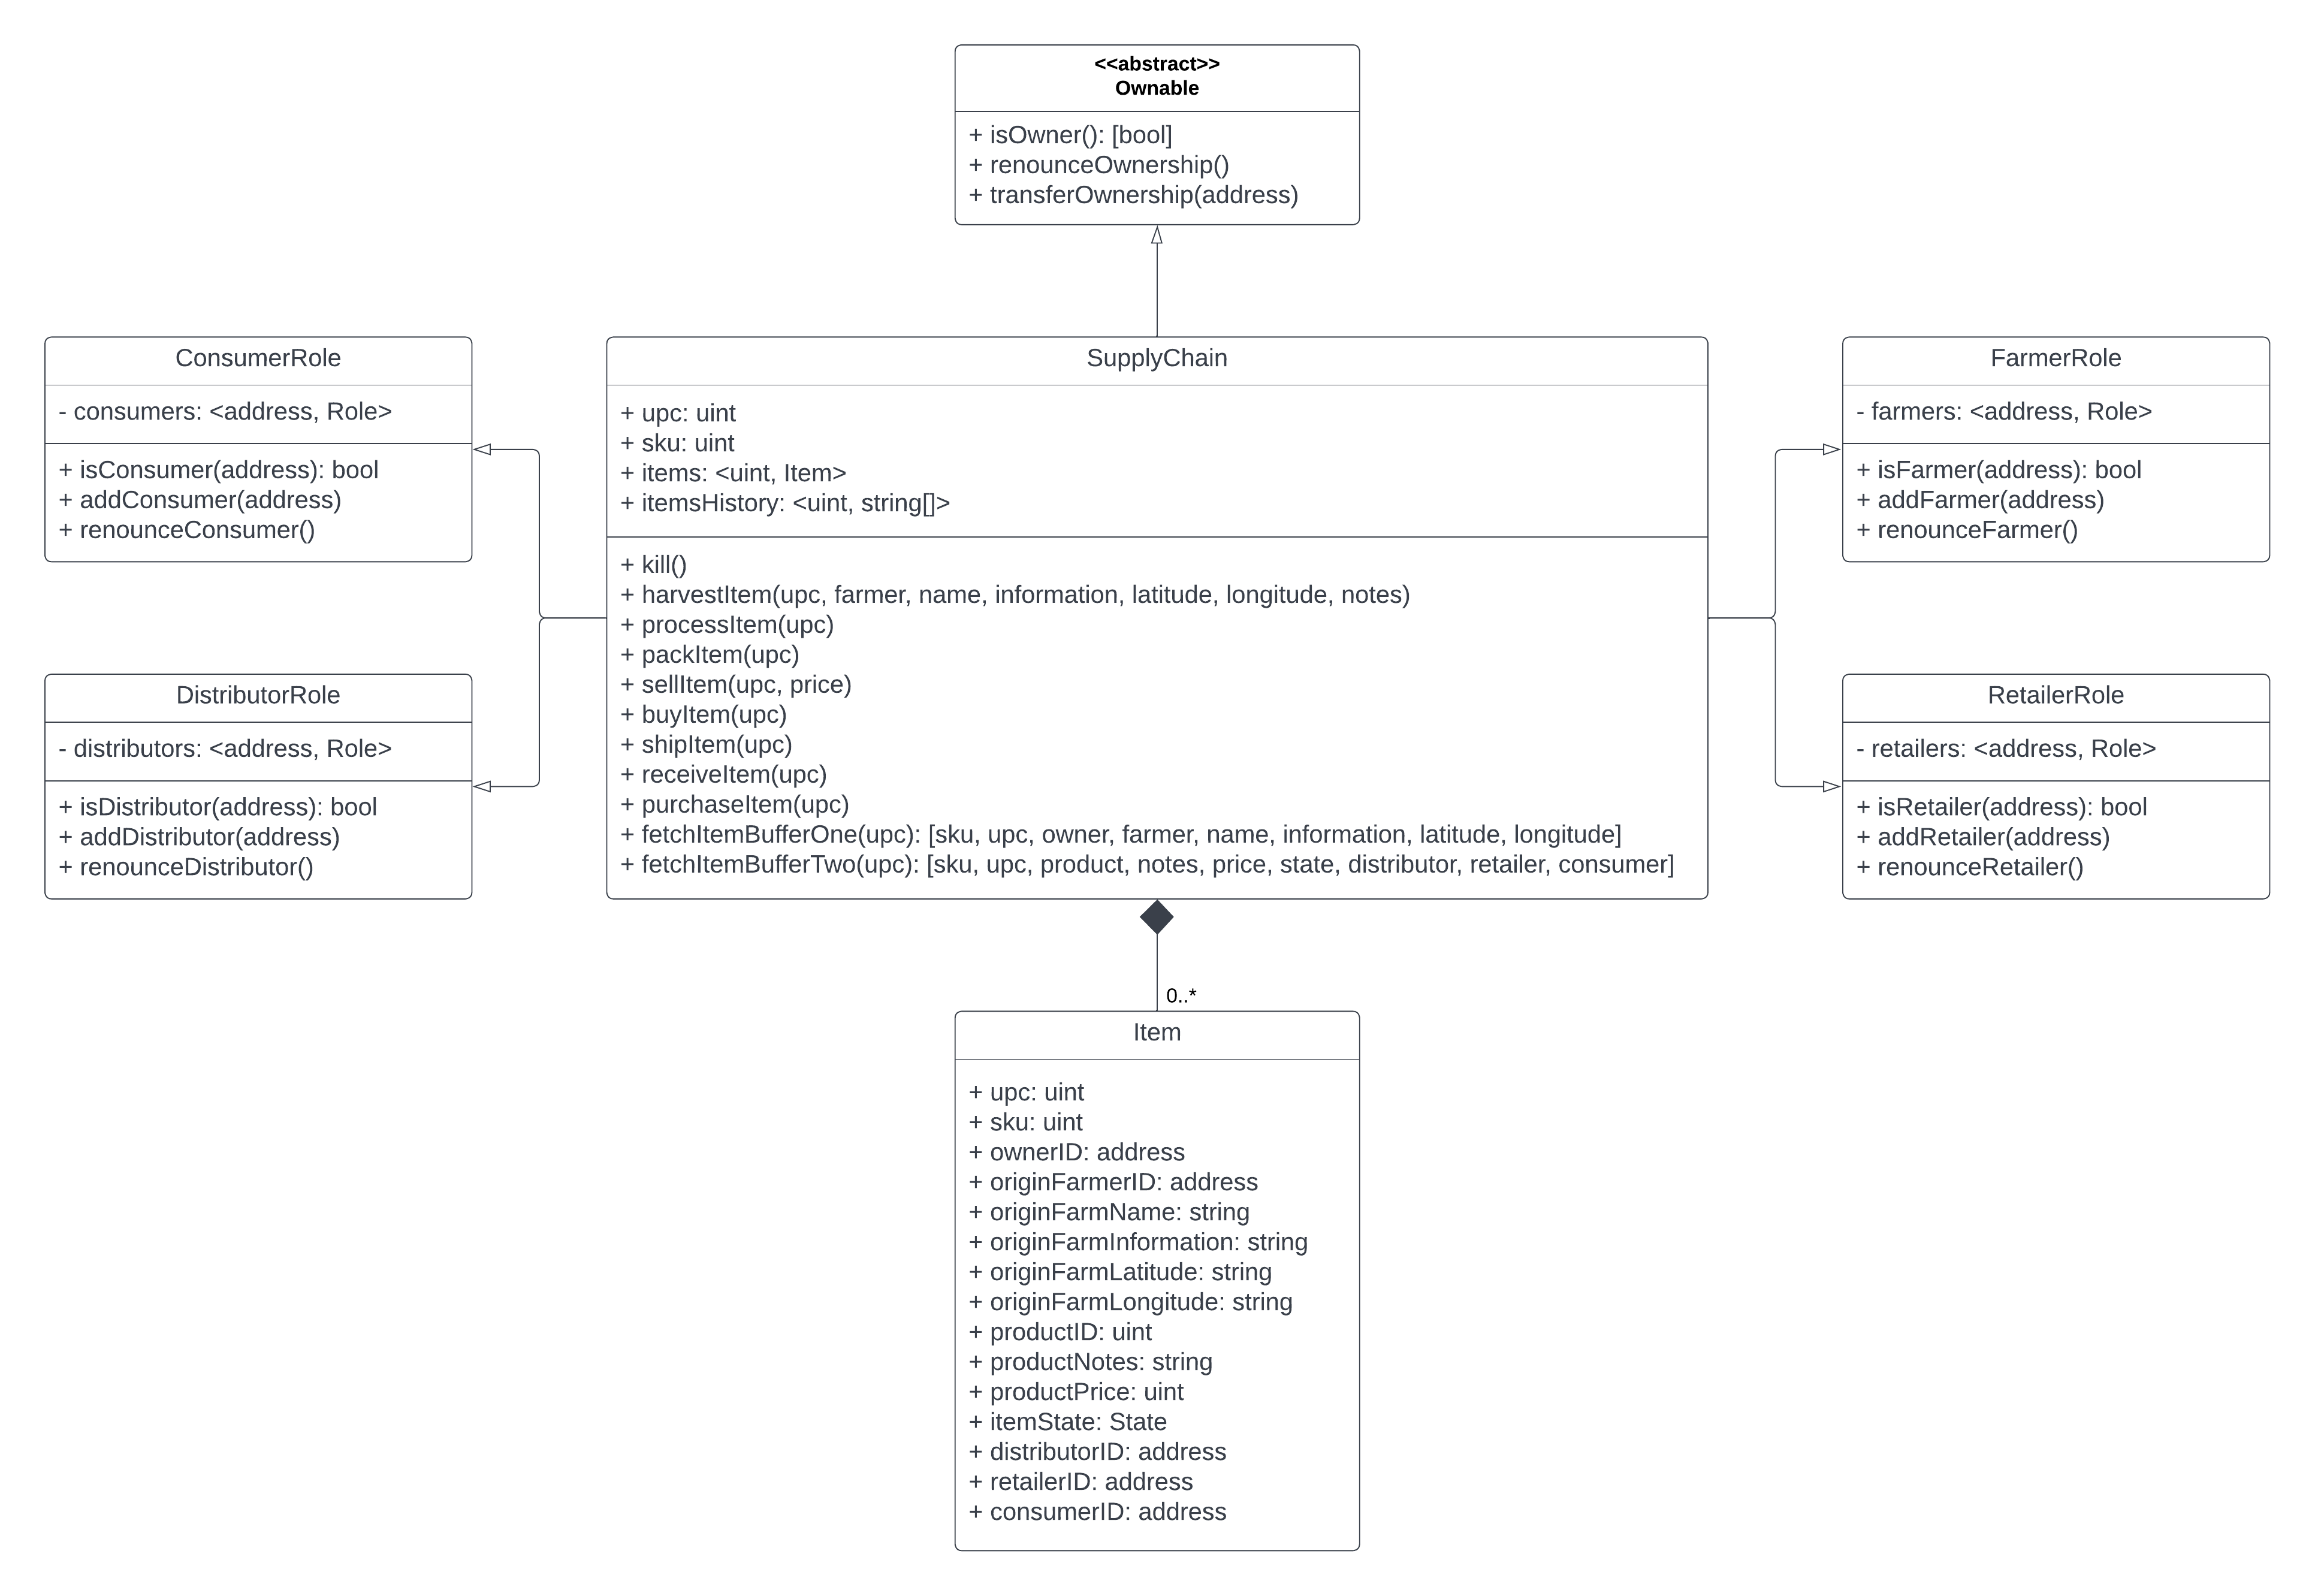 <<abstract>>
Ownable
+ isOwner(): [bool]
+ renounceOwnership()
+ transferOwnership(address)
ConsumerRole
- consumers: <address, Role>
+ isConsumer(address): bool
+ addConsumer(address)
+ renounceConsumer()
DistributorRole
- distributors: <address, Role>
+ isDistributor(address): bool
+ addDistributor(address)
+ renounceDistributor()
SupplyChain
+ upc: uint
+ sku: uint
+ items: <uint, Item>
+ itemsHistory: <uint, string[]>
+ kill()
+ harvestItem(upc, farmer, name, information, latitude, longitude, notes)
+ processItem(upc)
+ packItem(upc)
+ sellItem(upc, price)
+ buyItem(upc)
+ shipItem(upc)
+ receiveItem(upc)
+ purchaseItem(upc)
+ fetchItemBufferOne(upc): [sku, upc, owner, farmer, name, information, latitude, longitude]
+ fetchItemBufferTwo(upc): [sku, upc, product, notes, price, state, distributor, retailer, consumer]
FarmerRole
- farmers: <address, Role>
+ isFarmer(address): bool
+ addFarmer(address)
+ renounceFarmer()
RetailerRole
- retailers: <address, Role>
+ isRetailer(address): bool
+ addRetailer(address)
+ renounceRetailer()
0..*
Item
+ upc: uint
+ sku: uint
+ ownerID: address
+ originFarmerID: address
+ originFarmName: string
+ originFarmInformation: string
+ originFarmLatitude: string
+ originFarmLongitude: string
+ productID: uint
+ productNotes: string
+ productPrice: uint
+ itemState: State
+ distributorID: address
+ retailerID: address
+ consumerID: address